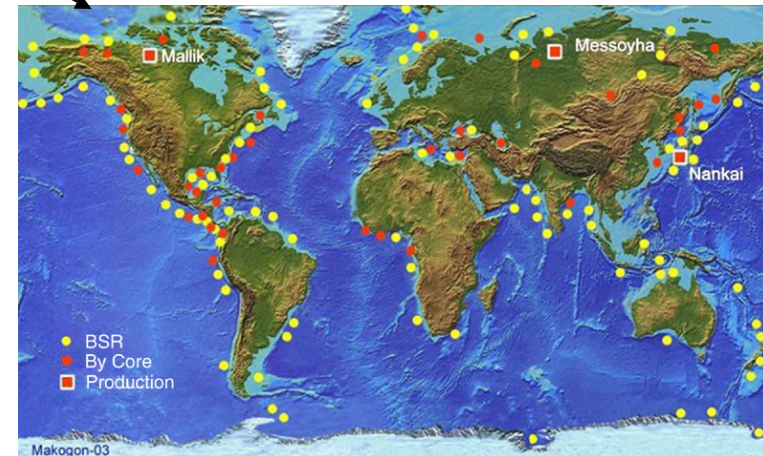 Mallik
Messoyha
Nankai
BSR
By Core
Production
Makogon-03